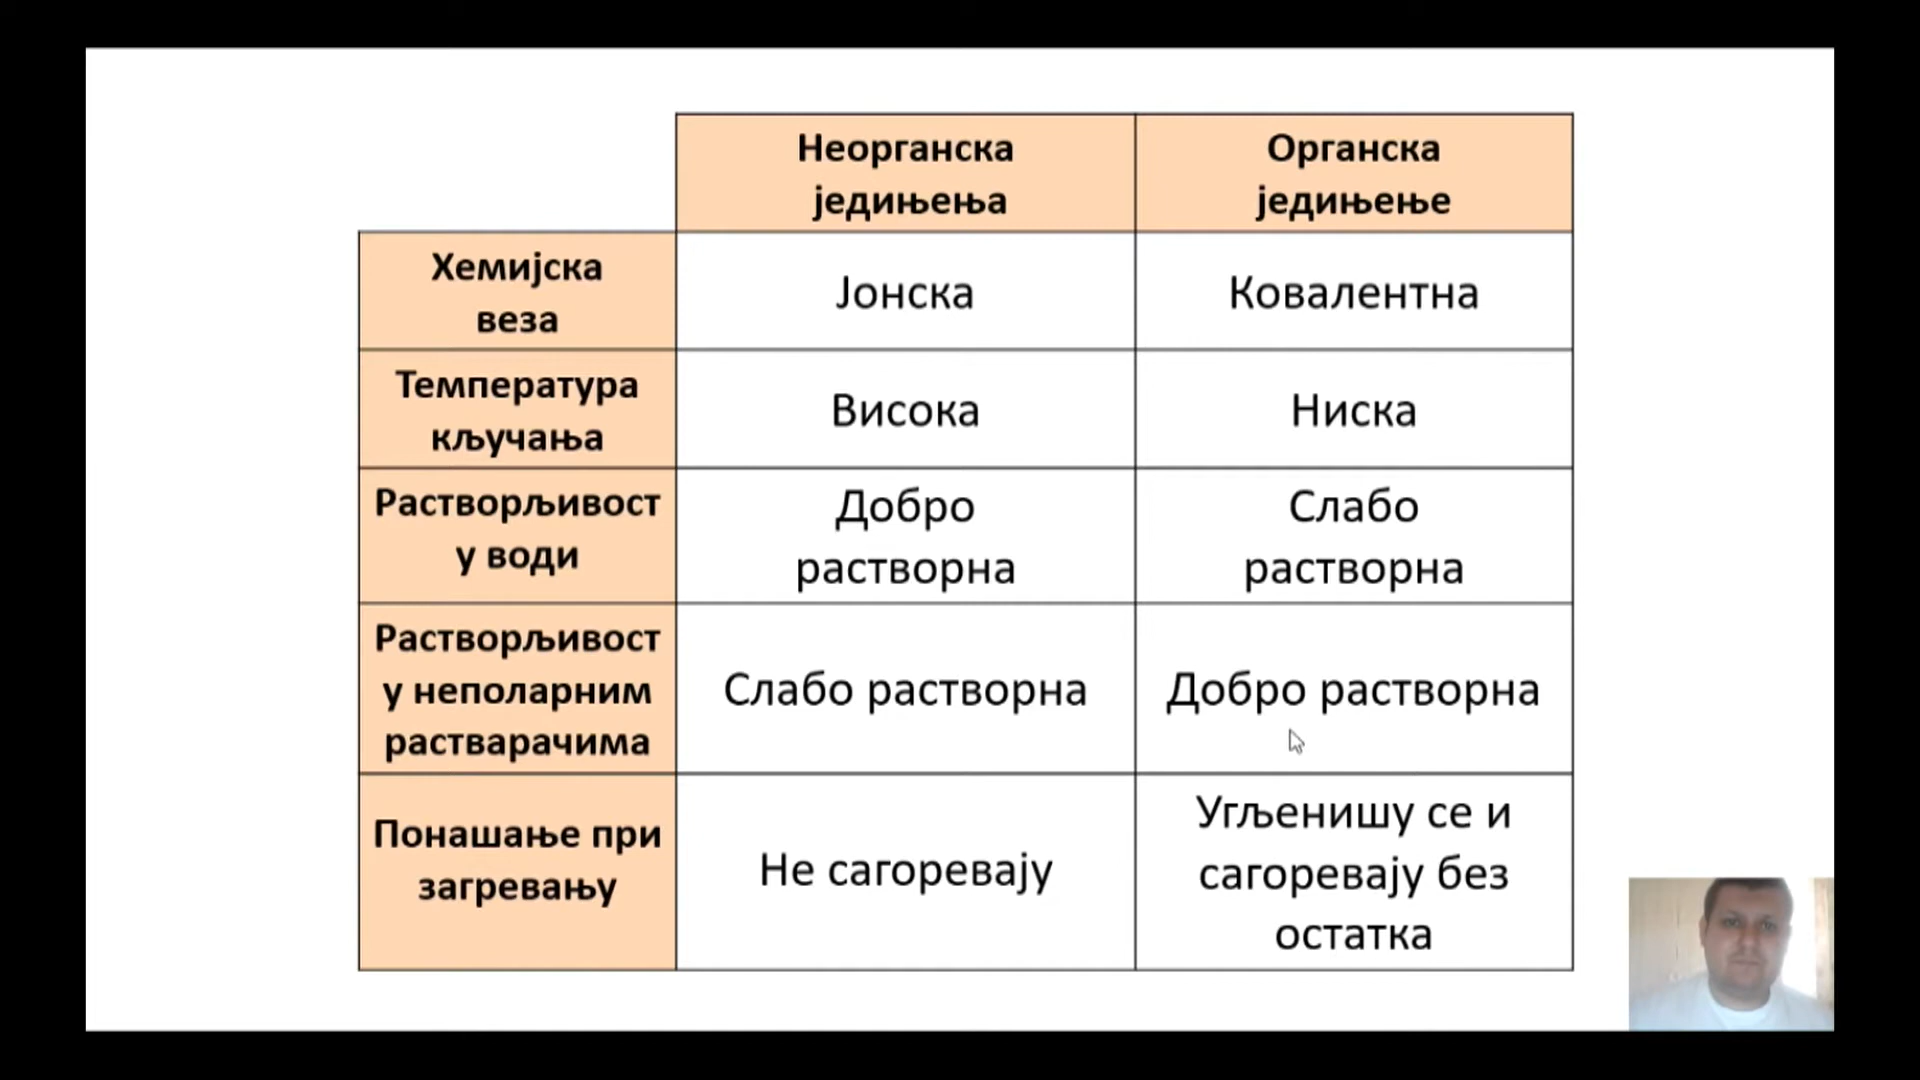 Неорганска
једињења
Органска
једињење
Хемијска
веза
Јонска
Ковалентна
Температура
кључања
Висока
Ниска
Растворљивост
у води
Добро
растворна
Слабо
растворна
Растворљивост
у неполарним
растварачима
Слабо растворна
Добро растворна
Понашање при
загревању
Не сагоревају
Угљенишу се и
сагоревају без
остатка